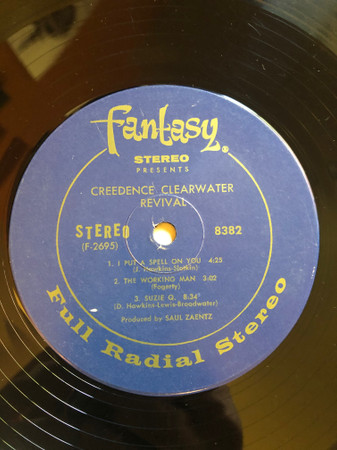 fantasy®
STEREO
PRESENTS
CREEDENCE CLEARWATER
REVIVAL
STEREO 8382
(F-2695)
1. I PUT A SPELL ON YOU 4:25
(J. Hawkins-Slotkin)
2. THE WORKING MAN 3:02
(Fogerty)
3. SUZIE Q. 8:34
(D. Hawkins-Lewis-Broadwater)
Produced by SAUL ZAENTZ
Full Radial Stereo